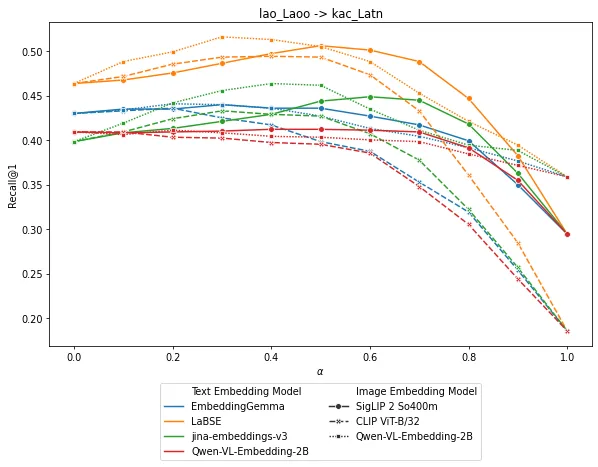 lao_Laoo -> kac_Latn
0.50
0.45
0.40
0.35
0.30
0.25
0.20
Recall@1
0.0 0.2 0.4 0.6 0.8 1.0
α
Text Embedding Model
EmbeddingGemma
LaBSE
jina-embeddings-v3
Qwen-VL-Embedding-2B
Image Embedding Model
SigLIP 2 So400m
CLIP ViT-B/32
Qwen-VL-Embedding-2B